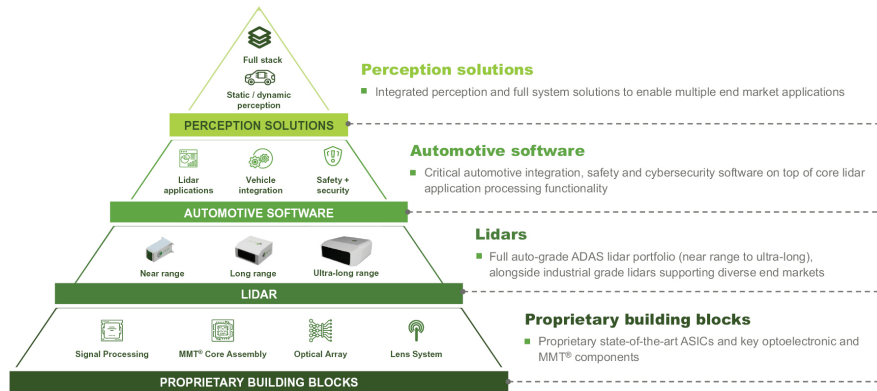 Full stack
Static / dynamic
perception
PERCEPTION SOLUTIONS
Perception solutions
Integrated perception and full system solutions to enable multiple end market applications
Lidar
applications
Vehicle
integration
Safety +
security
AUTOMOTIVE SOFTWARE
Automotive software
Critical automotive integration, safety and cybersecurity software on top of core lidar
application processing functionality
Near range
Long range
Ultra-long range
LIDAR
Lidars
Full auto-grade ADAS lidar portfolio (near range to ultra-long),
alongside industrial grade lidars supporting diverse end markets
Signal Processing
MMT® Core Assembly
Optical Array
Lens System
PROPRIETARY BUILDING BLOCKS
Proprietary building blocks
Proprietary state-of-the-art ASICs and key optoelectronic and
MMT® components